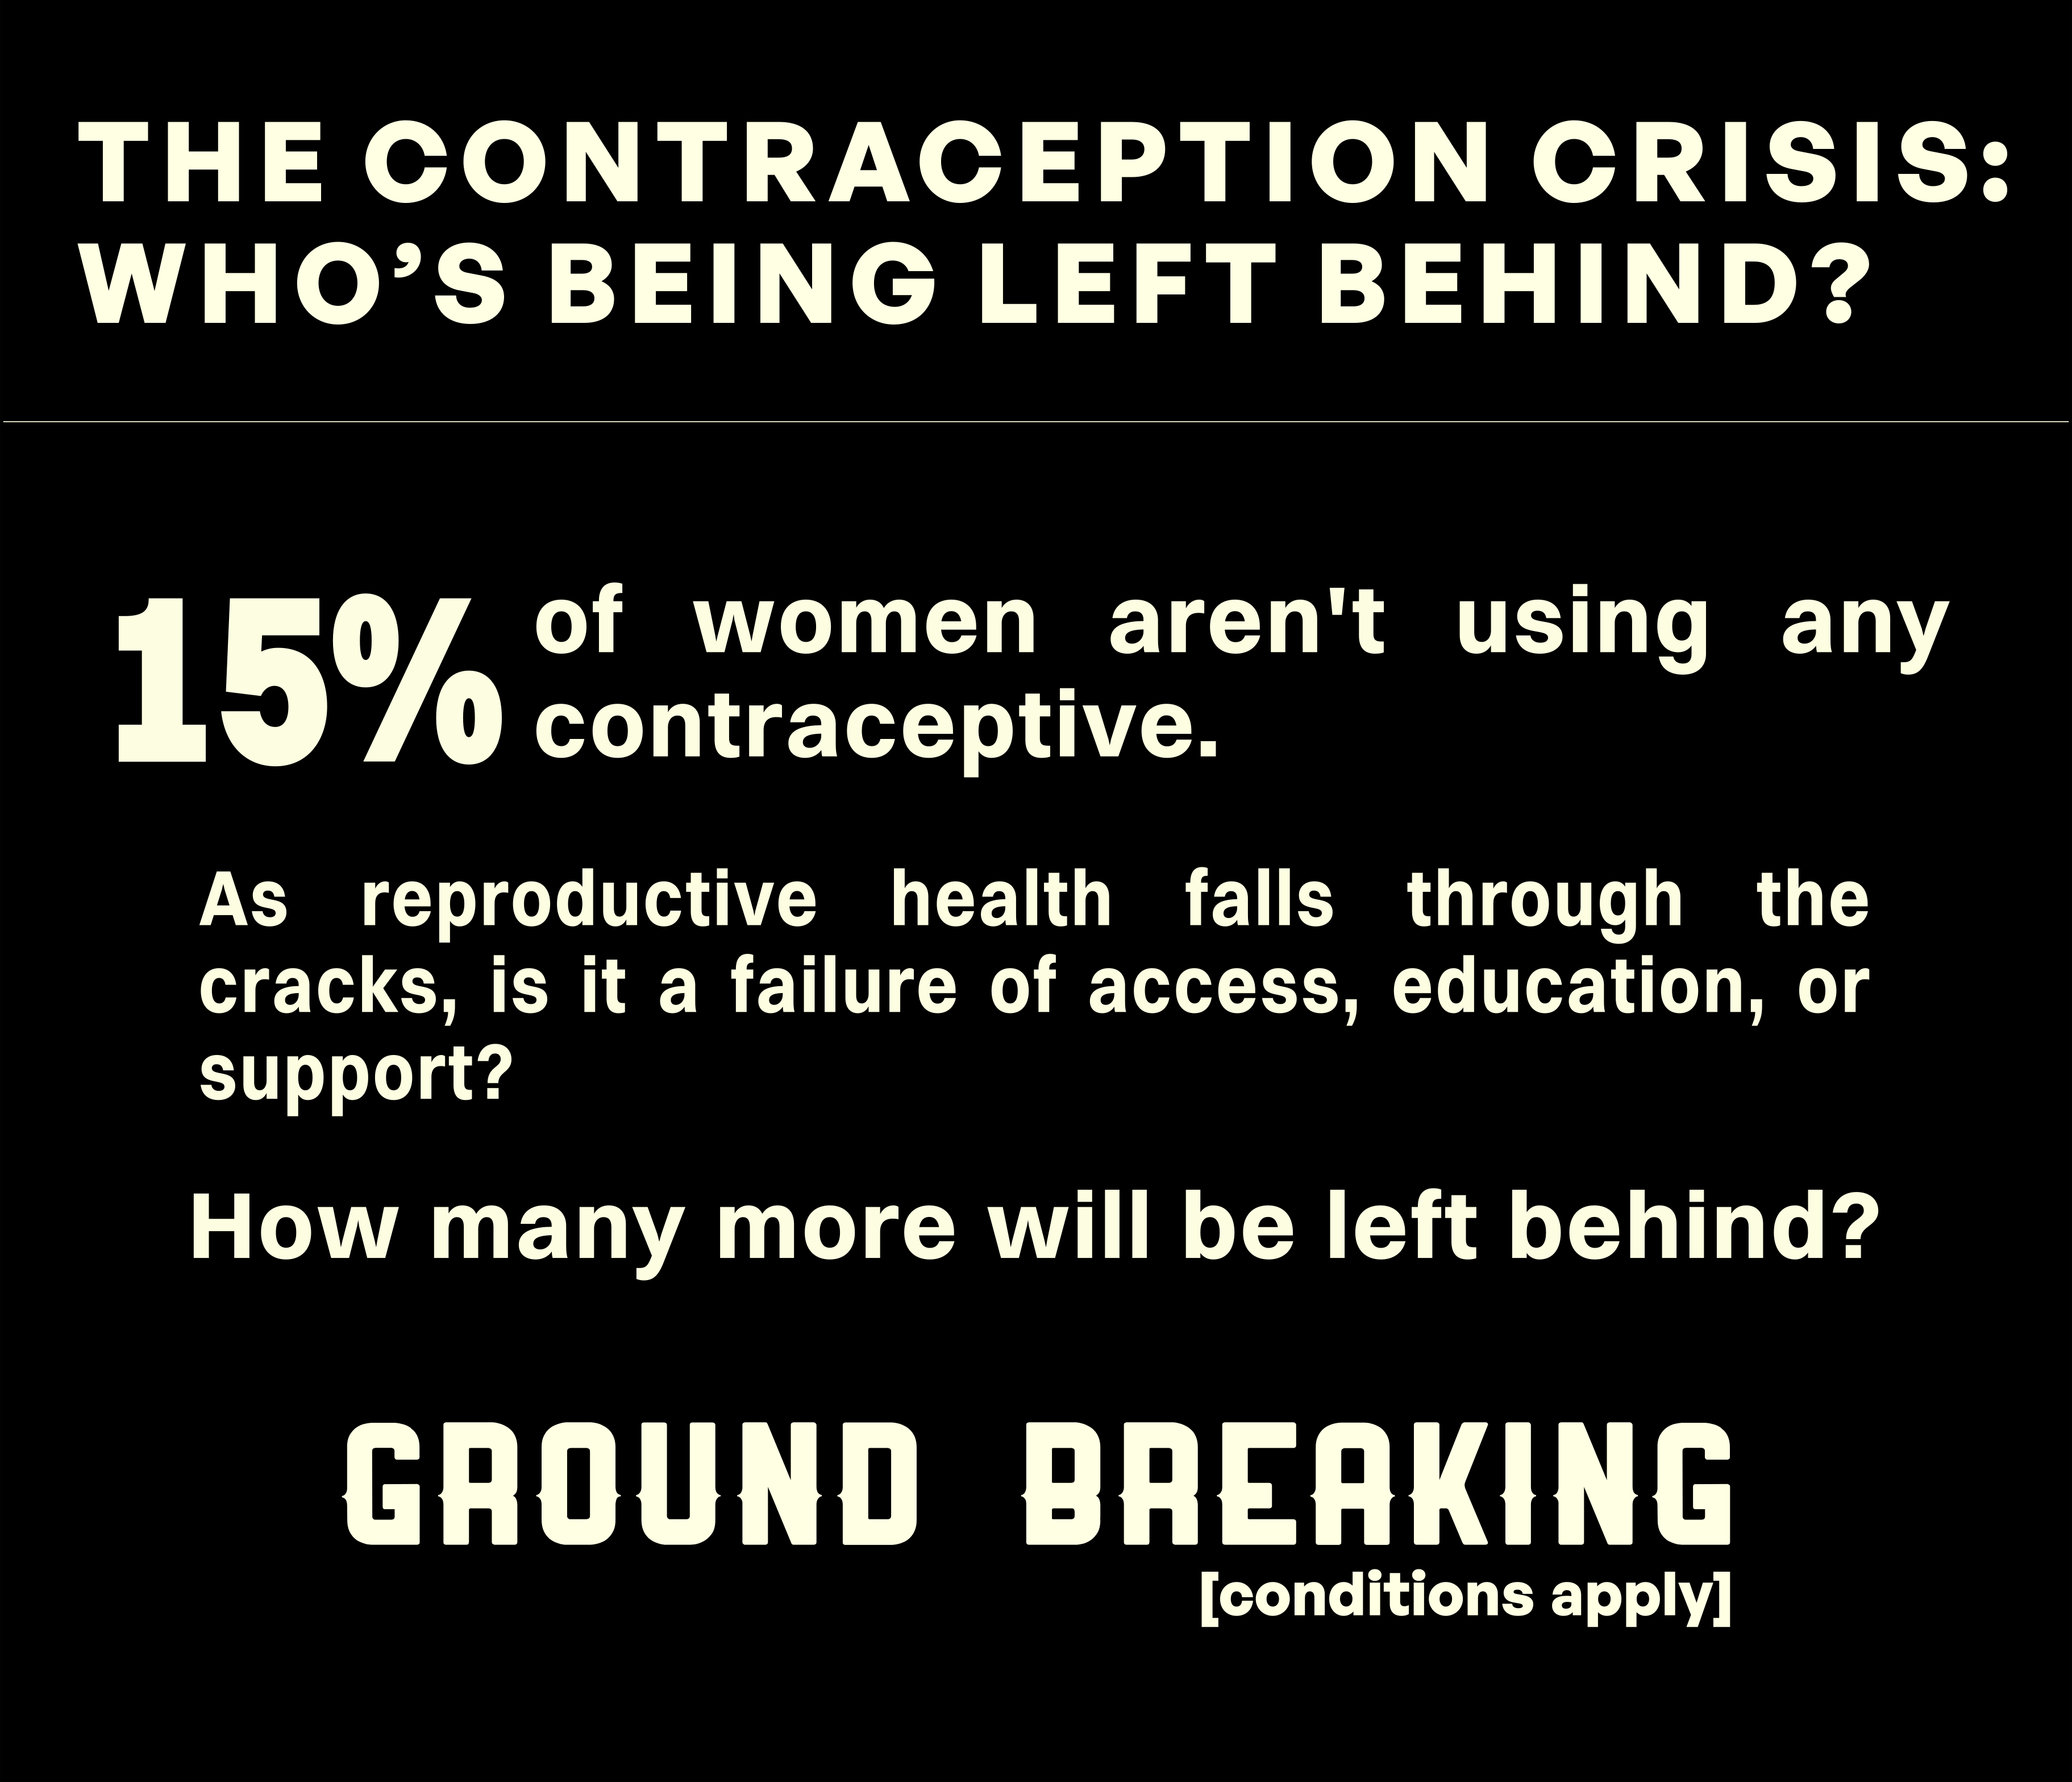 THE CONTRACEPTION CRISIS:
WHO’S BEING LEFT BEHIND?
15% of women aren't using any
contraceptive.
As reproductive health falls through the
cracks, is it a failure of access, education, or
support?
How many more will be left behind?
GROUND BREAKING
[conditions apply]